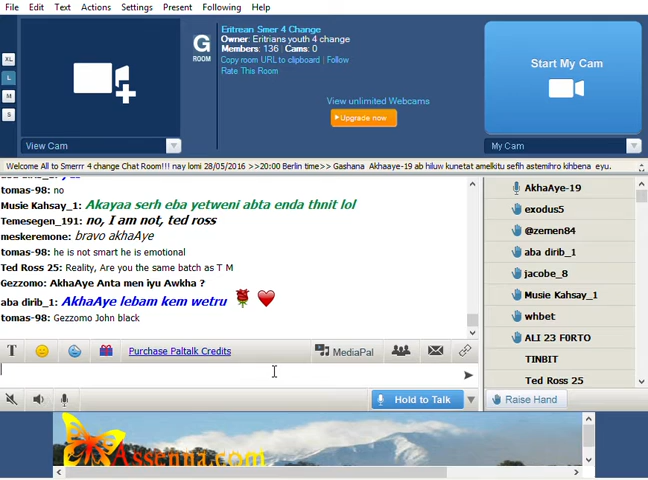 File Edit Text Actions Settings Present Following Help
XL
L
M
S
View Cam
G
ROOM
Eritrean Smer 4 Change
Owner: Eritrians youth 4 change
Members: 136 | Cams: 0
Copy room URL to clipboard | Follow
Rate This Room
View unlimited Webcams
Upgrade now
Start My Cam
My Cam
Welcome All to Smerrr 4 change Chat Room!!! nay lomi 28/05/2016 >>20:00 Berlin time>> Gashana Akhaaye-19 ab hiluw kunetat amelkitu sefih astemihro kihbena eyu.
tomas-98: no
Musie Kahsay_1: Akayaa serh eba yetweni abta enda thnit lol
Temesegen_191: no, I am not, ted ross
meskeremone: bravo akhaAye
tomas-98: he is not smart he is emotional
Ted Ross 25: Reality, Are you the same batch as T M
Gezzomo: AkhaAye Anta men iyu Awkha ?
aba dirib_1: AkhaAye lebam kem wetru
tomas-98: Gezzomo John black
AkhaAye-19
exodus5
@zemen84
aba dirib_1
jacobe_8
Musie Kahsay_1
whbet
ALI 23 F0RTO
TINBIT
Ted Ross 25
T
Purchase Paltalk Credits
MediaPal
Hold to Talk
Raise Hand
Assenna.com